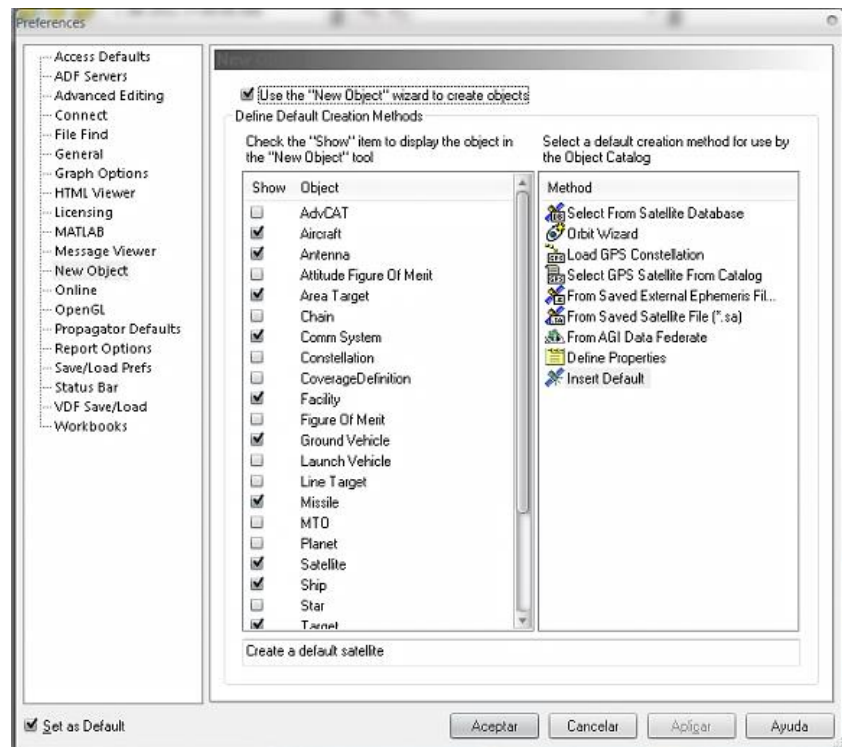 Preferences
Access Defaults
ADF Servers
Advanced Editing
Connect
File Find
General
Graph Options
HTML Viewer
Licensing
MATLAB
Message Viewer
New Object
Online
OpenGL
Propagator Defaults
Report Options
Save/Load Prefs
Status Bar
VDF Save/Load
Workbooks
Use the "New Object" wizard to create objects
Define Default Creation Methods
Check the "Show" item to display the object in
the "New Object" tool
Show Object
AdvCAT
Aircraft
Antenna
Attitude Figure Of Merit
Area Target
Chain
Comm System
Constellation
CoverageDefinition
Facility
Figure Of Merit
Ground Vehicle
Launch Vehicle
Line Target
Missile
MTO
Planet
Satellite
Ship
Star
Target
Select a default creation method for use by
the Object Catalog
Method
Select From Satellite Database
Orbit Wizard
Load GPS Constellation
Select GPS Satellite From Catalog
From Saved External Ephemeris Fil...
From Saved Satellite File (*.sa)
From AGI Data Federate
Define Properties
Insert Default
Create a default satellite
Set as Default
Aceptar
Cancelar
Aplicar
Ayuda